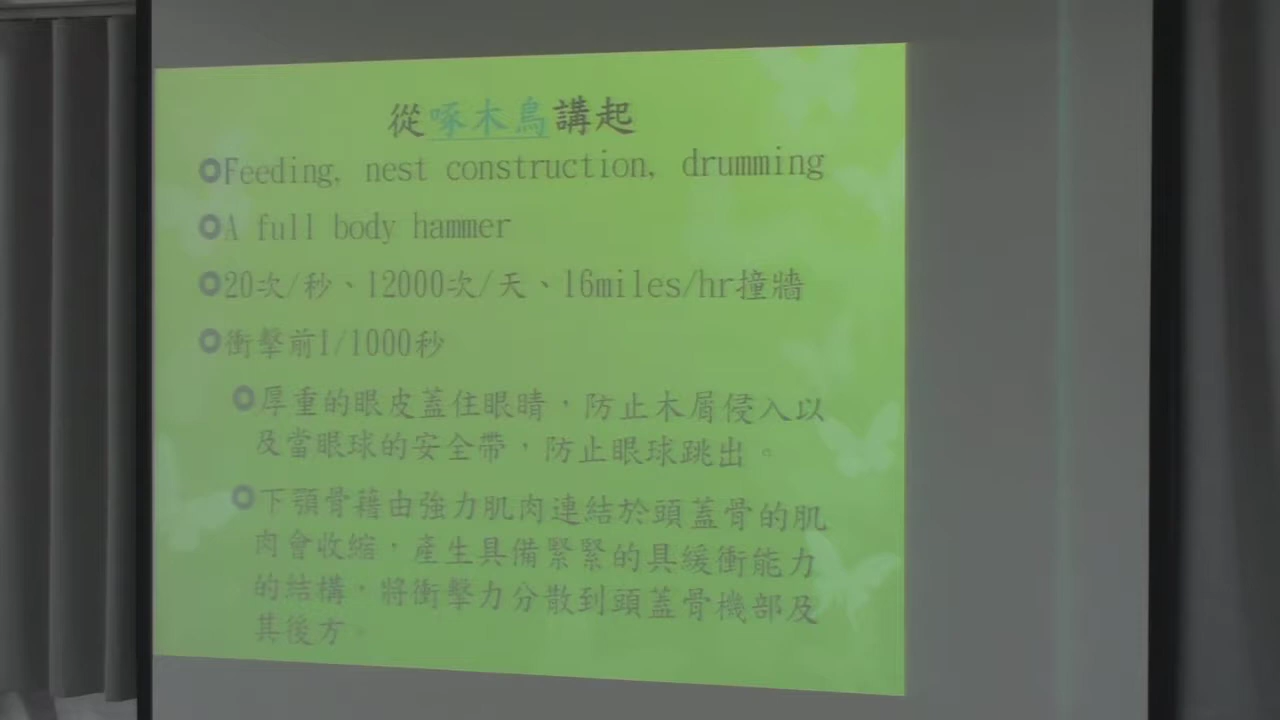 從啄木鳥講起
Feeding, nest construction, drumming
A full body hammer
20次/秒、12000次/天、16miles/hr撞牆
衝擊前1/1000秒
厚重的眼皮蓋住眼睛，防止木屑侵入以
及當眼球的安全帶，防止眼球跳出。
下顎骨藉由強力肌肉連結於頭蓋骨的肌
肉會收縮，產生具備緊緊的具緩衝能力
的結構，將衝擊力分散到頭蓋骨機部及
其後方。